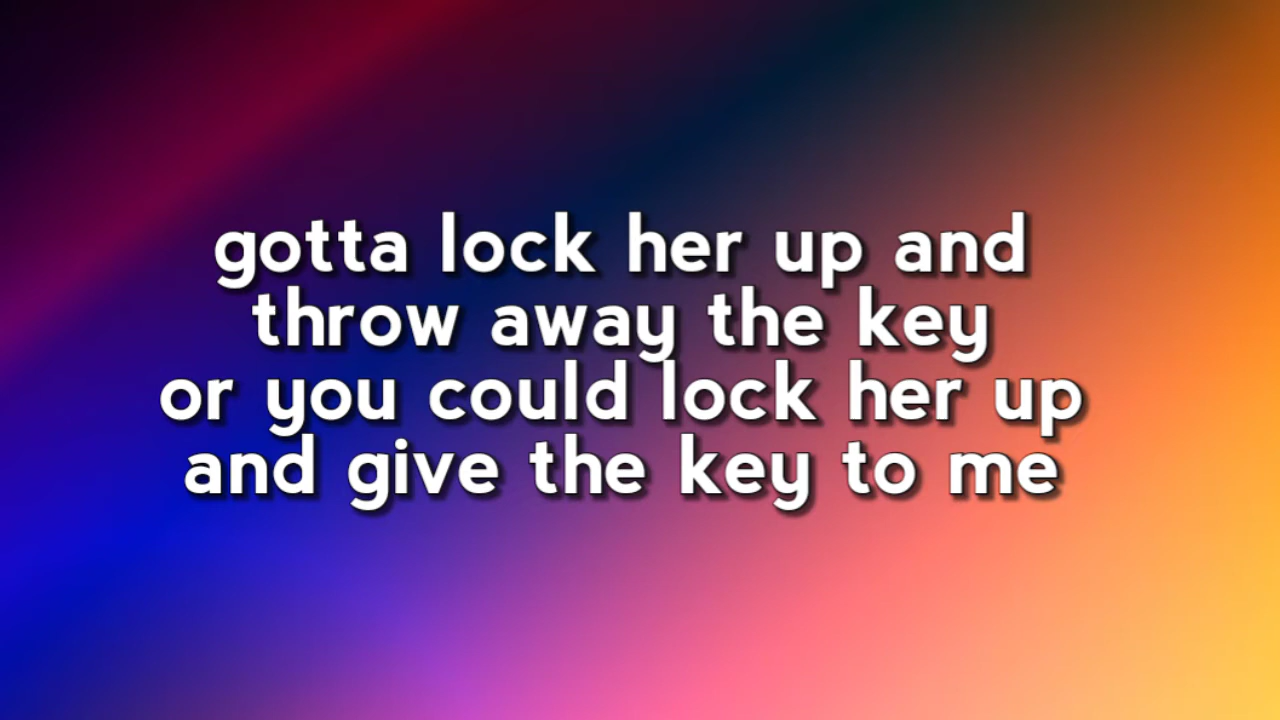 gotta lock her up and
throw away the key
or you could lock her up
and give the key to me